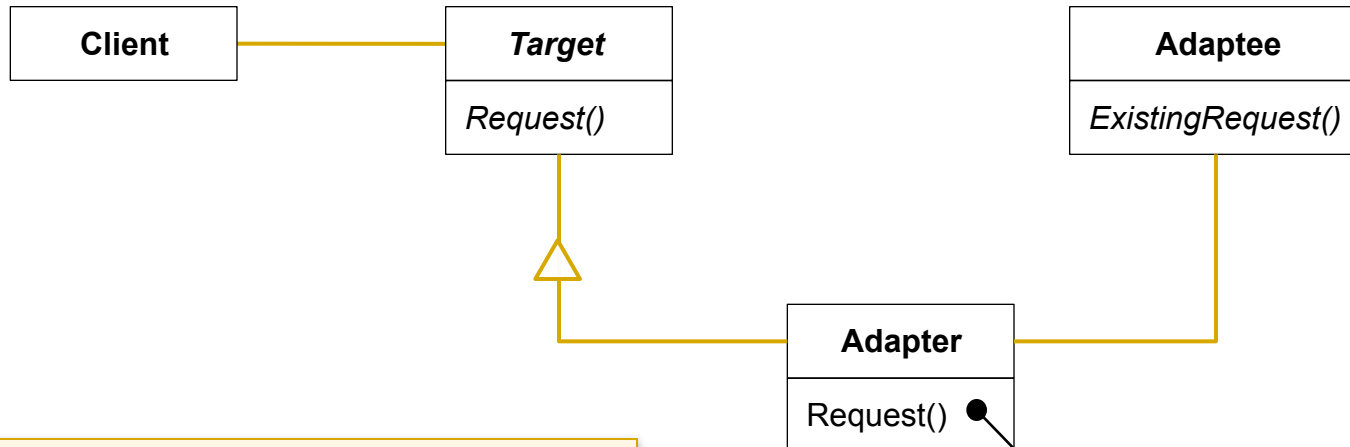 Client
Target
Request()
Adaptee
ExistingRequest()
Adapter
Request()